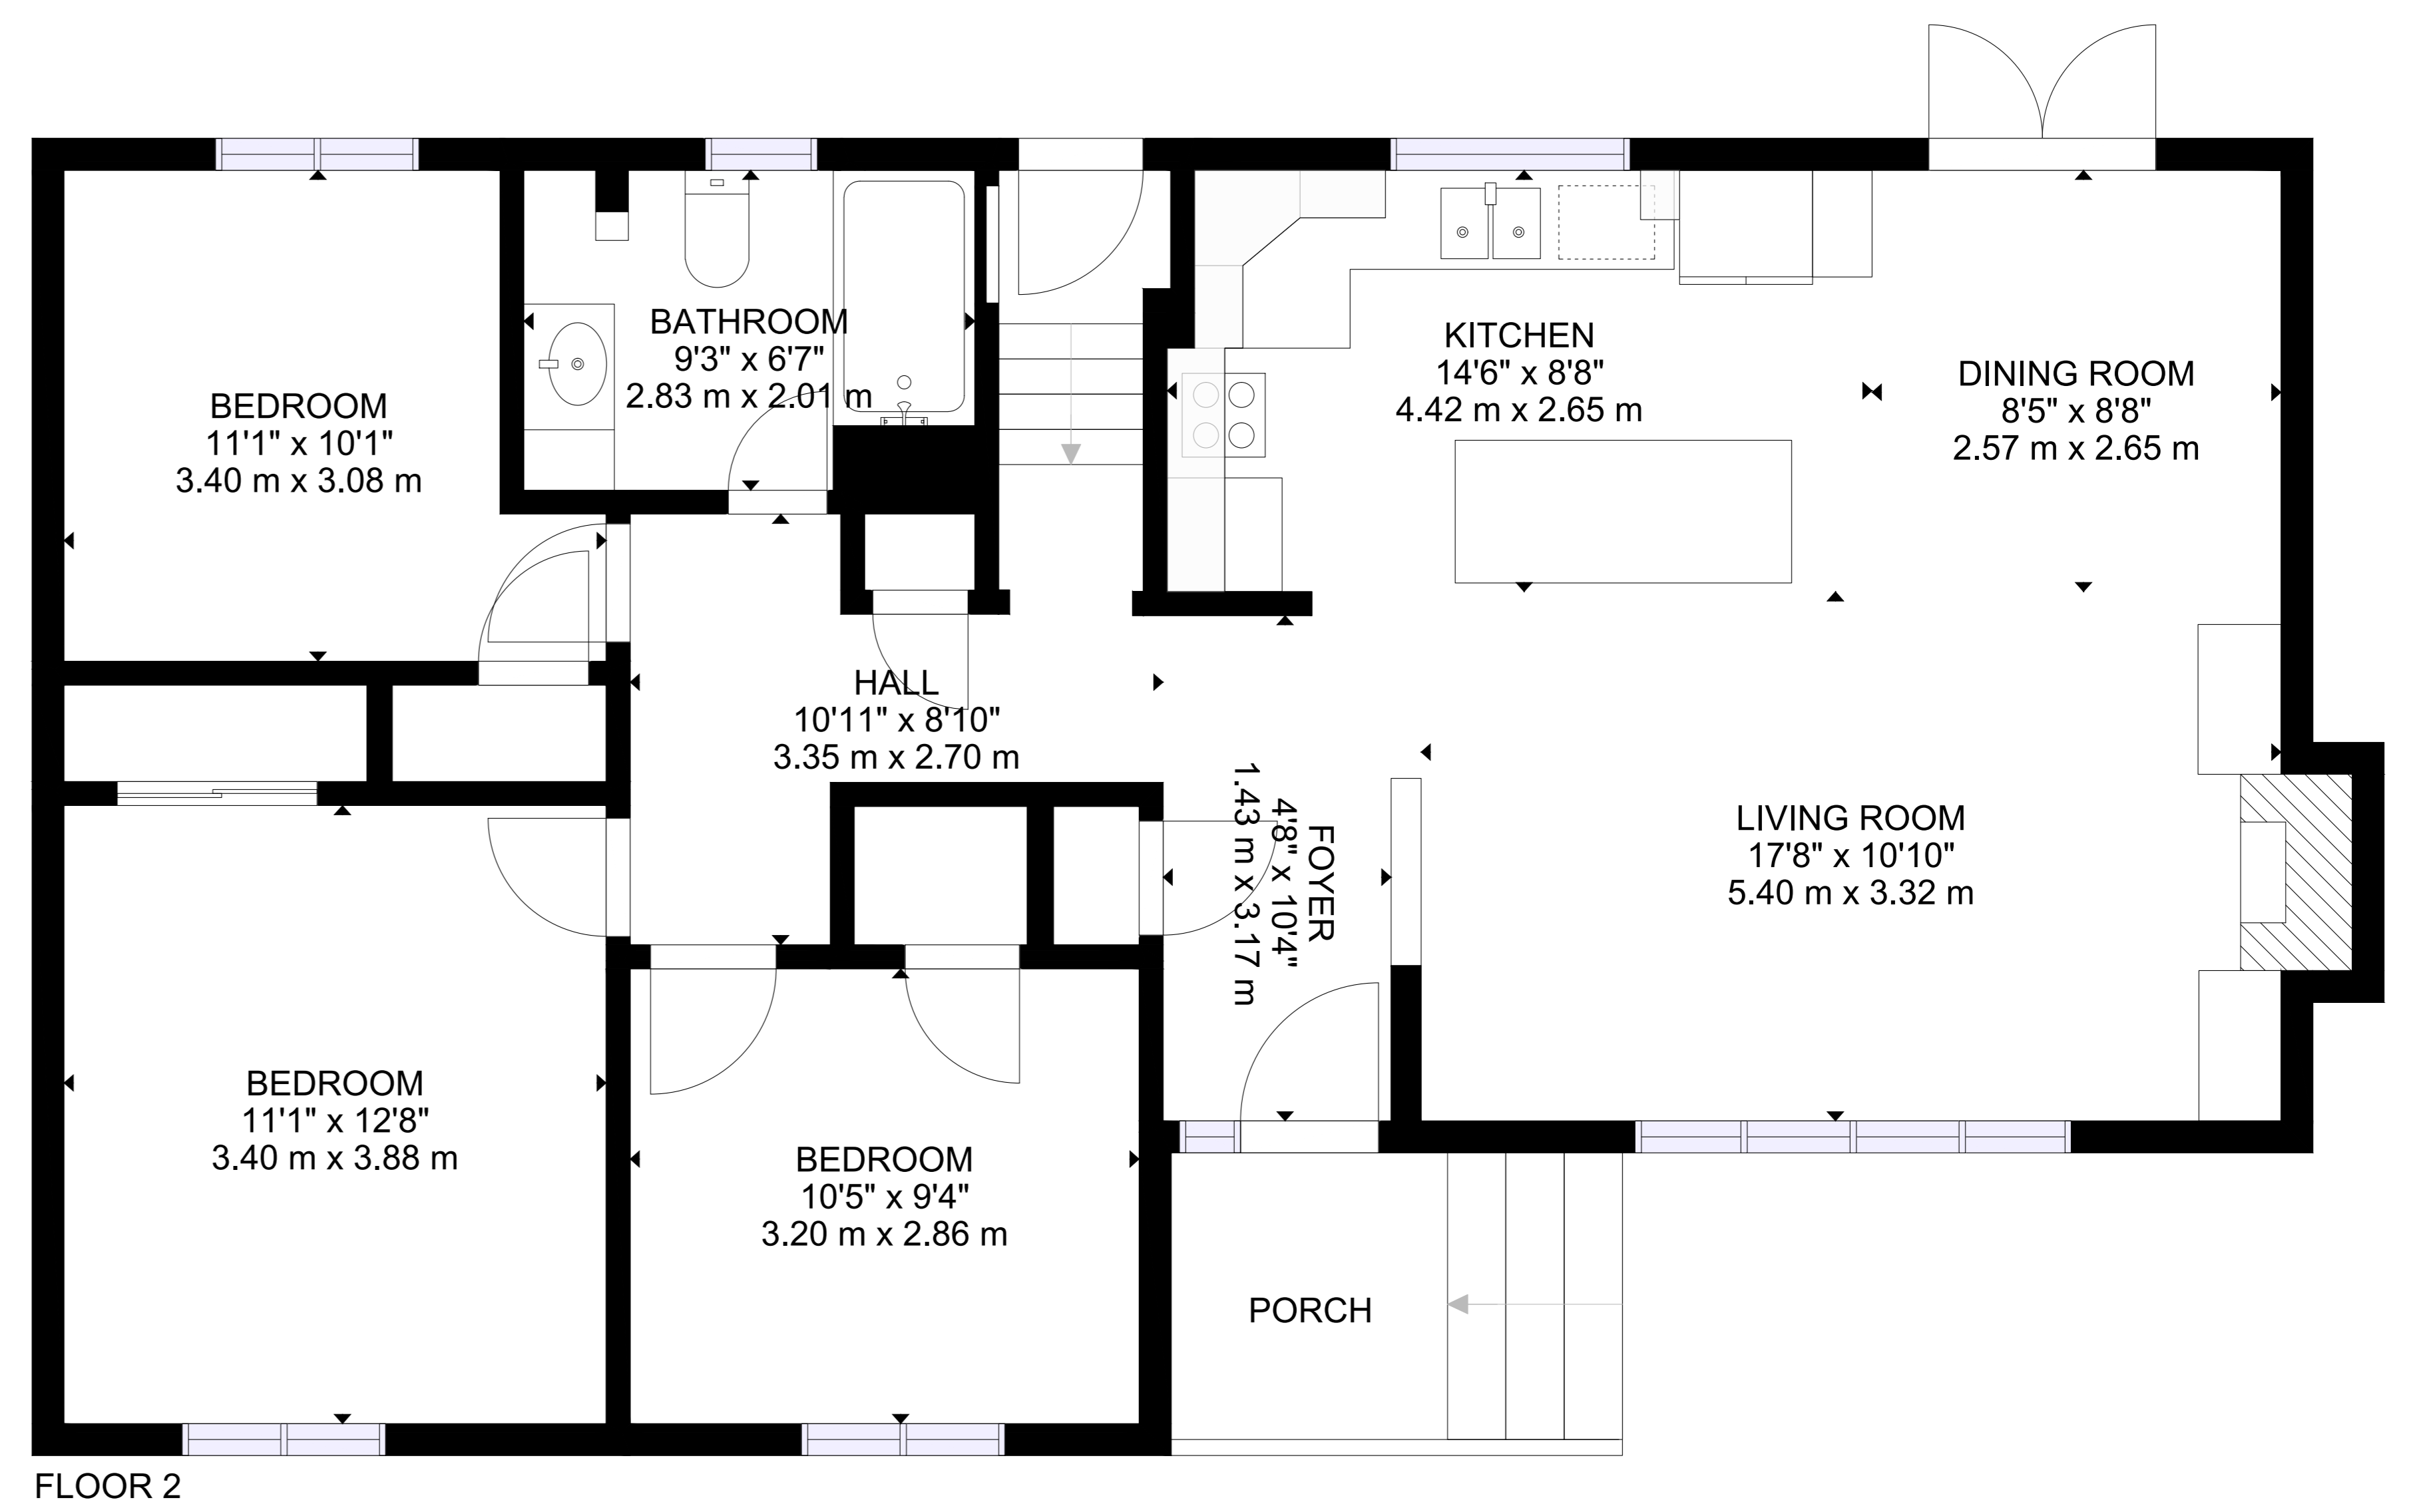 BATHROOM
9'3" x 6'7"
2.83 m x 2.01 m
KITCHEN
14'6" x 8'8"
4.42 m x 2.65 m
DINING ROOM
8'5" x 8'8"
2.57 m x 2.65 m
BEDROOM
11'1" x 10'1"
3.40 m x 3.08 m
HALL
10'11" x 8'10"
3.35 m x 2.70 m
FOYER
4'8" x 10'4"
1.43 m x 3.17 m
LIVING ROOM
17'8" x 10'10"
5.40 m x 3.32 m
BEDROOM
11'1" x 12'8"
3.40 m x 3.88 m
BEDROOM
10'5" x 9'4"
3.20 m x 2.86 m
PORCH
FLOOR 2